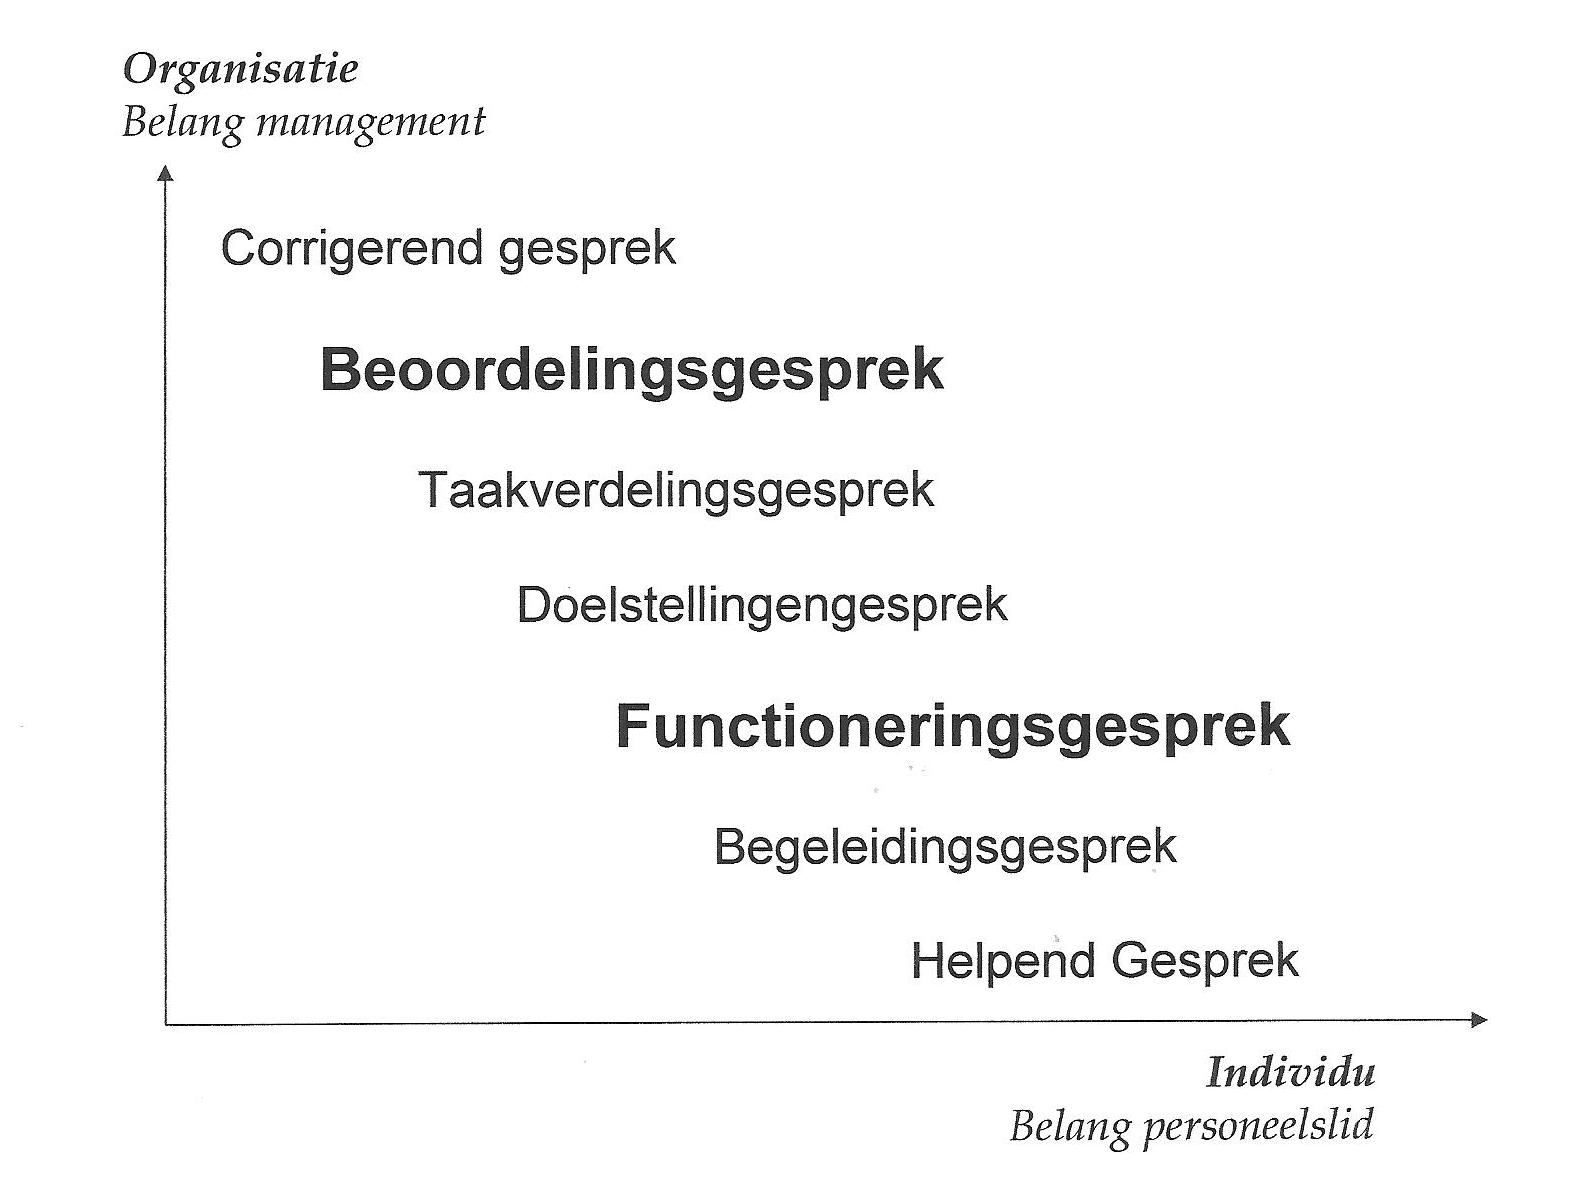 Organisatie
Belang management
Corrigerend gesprek
Beoordelingsgesprek
Taakverdelingsgesprek
Doelstellingengesprek
Functioneringsgesprek
Begeleidingsgesprek
Helpend Gesprek
Individu
Belang personeelslid